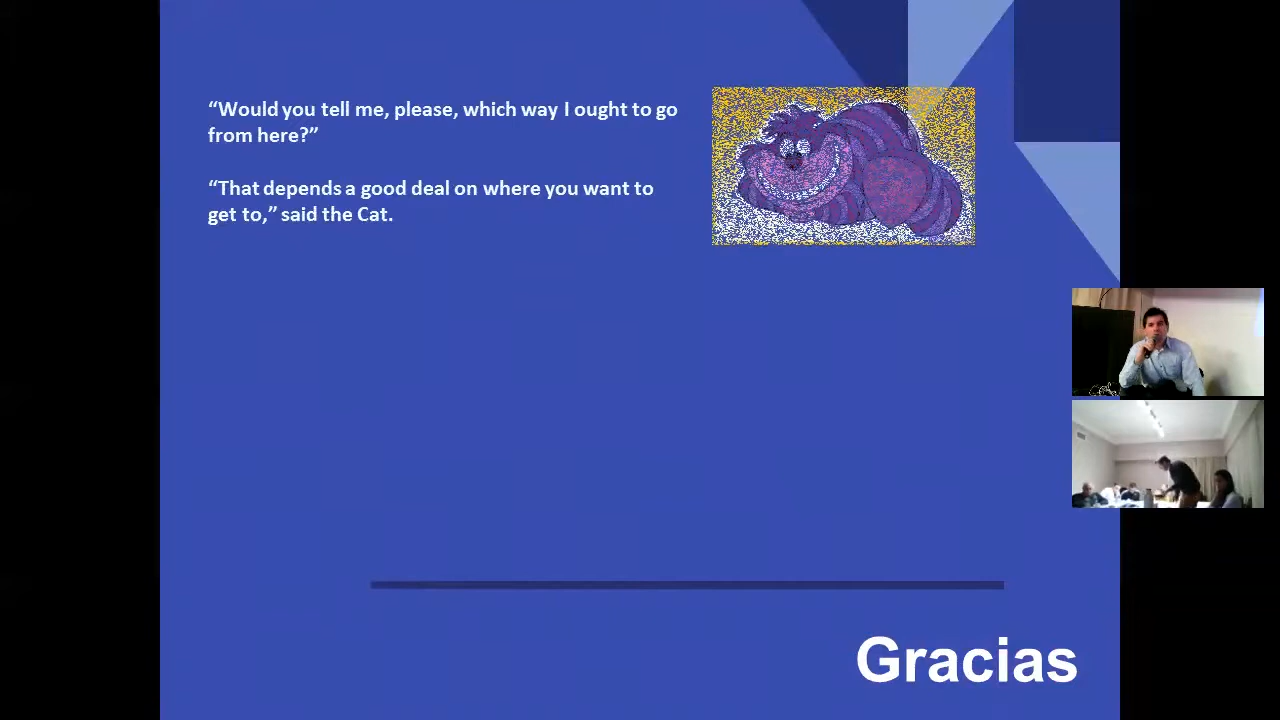 “Would you tell me, please, which way I ought to go
from here?”
“That depends a good deal on where you want to
get to,” said the Cat.
Gracias